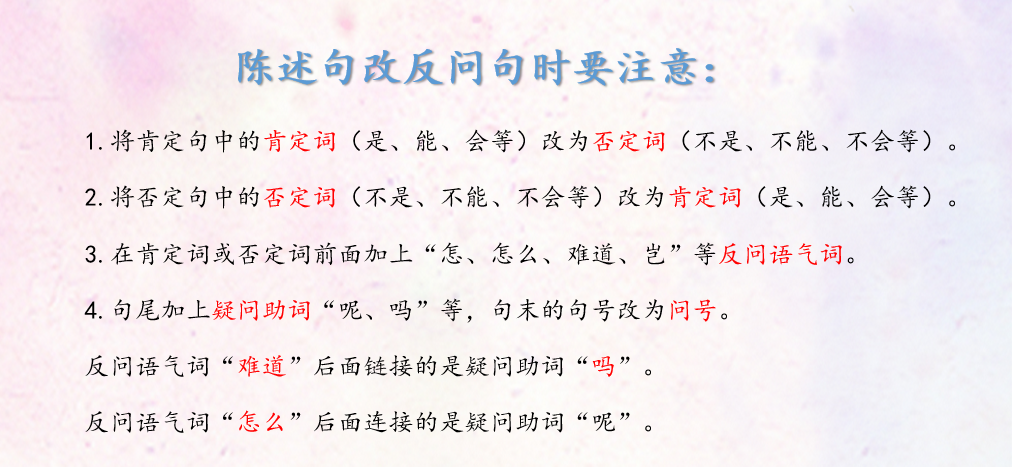 陈述句改反问句时要注意：
1.将肯定句中的肯定词（是、能、会等）改为否定词（不是、不能、不会等）。
2.将否定句中的否定词（不是、不能、不会等）改为肯定词（是、能、会等）。
3.在肯定词或否定词前面加上“怎、怎么、难道、岂”等反问语气词。
4.句尾加上疑问助词“呢、吗”等，句末的句号改为问号。
反问语气词“难道”后面链接的是疑问助词“吗”。
反问语气词“怎么”后面连接的是疑问助词“呢”。